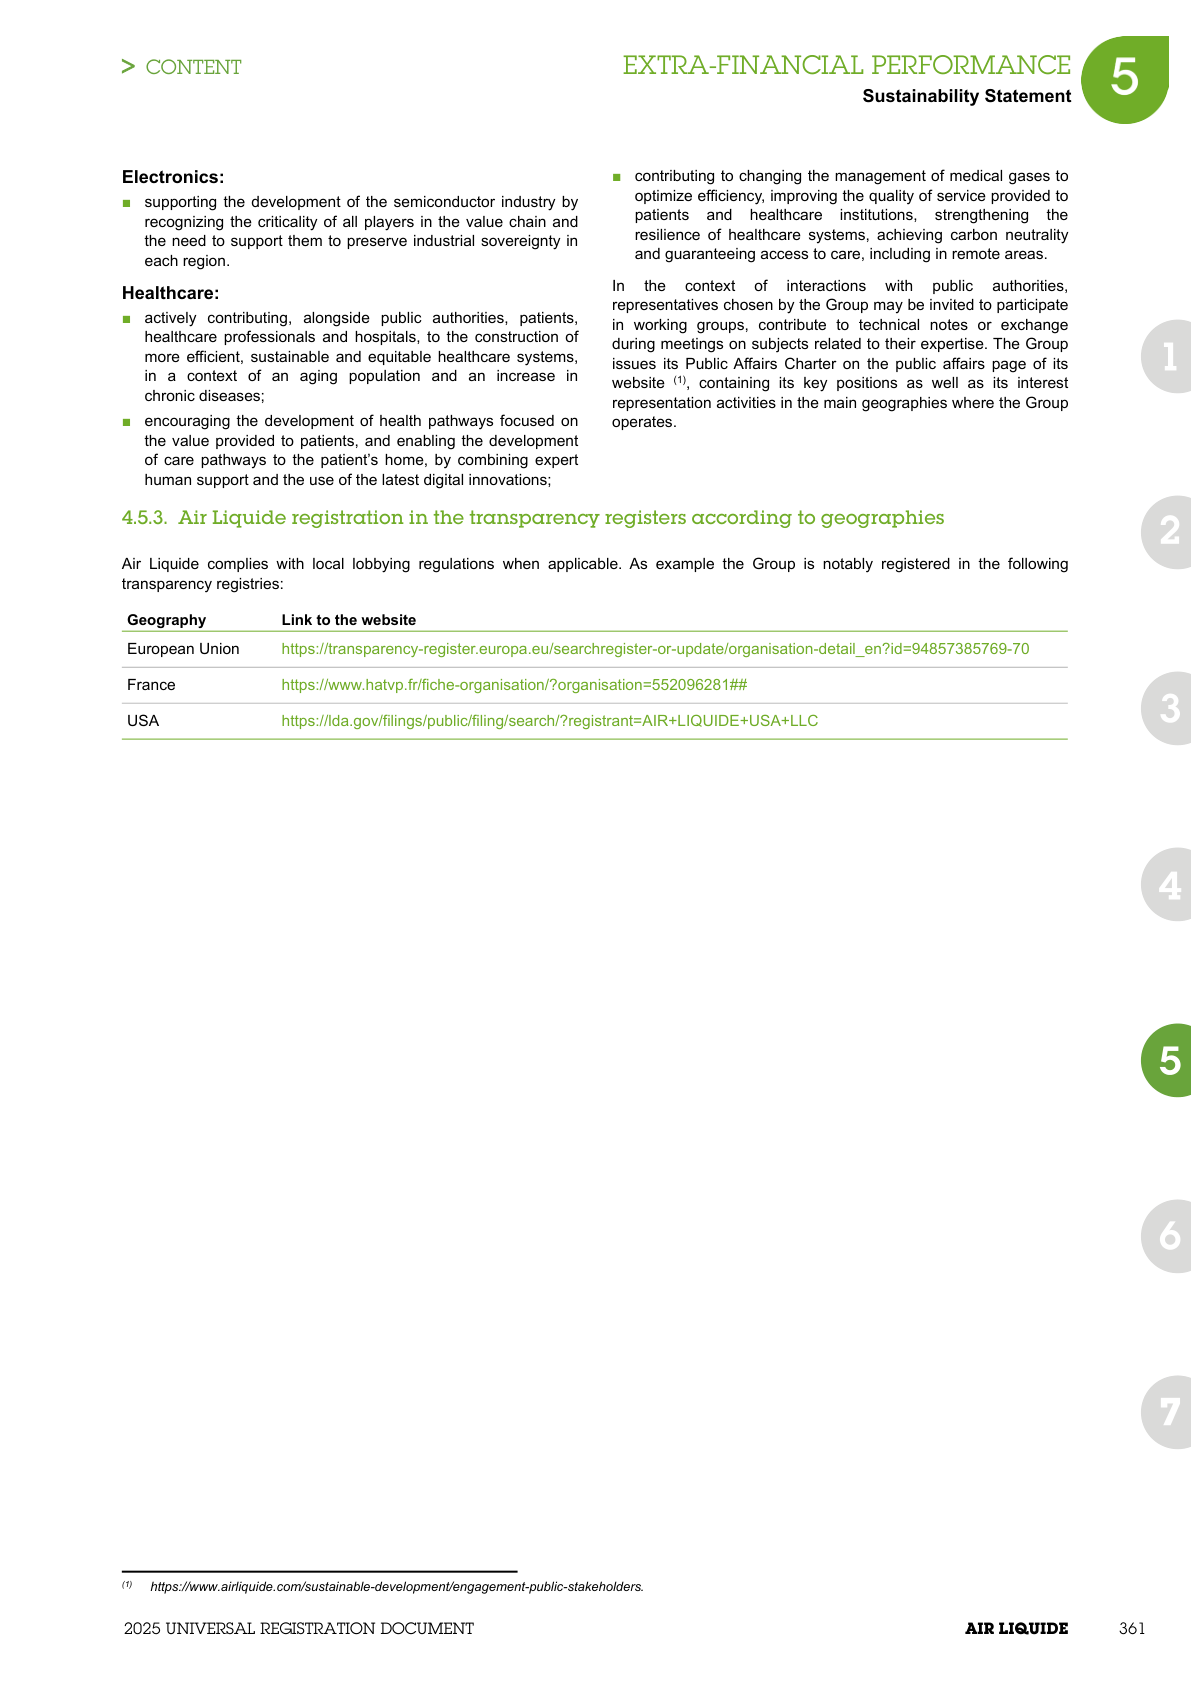 > CONTENT
EXTRA-FINANCIAL PERFORMANCE
Sustainability Statement
5
Electronics:
■ supporting the development of the semiconductor industry by
recognizing the criticality of all players in the value chain and
the need to support them to preserve industrial sovereignty in
each region.
Healthcare:
■ actively contributing, alongside public authorities, patients,
healthcare professionals and hospitals, to the construction of
more efficient, sustainable and equitable healthcare systems,
in a context of an aging population and an increase in
chronic diseases;
■ encouraging the development of health pathways focused on
the value provided to patients, and enabling the development
of care pathways to the patient’s home, by combining expert
human support and the use of the latest digital innovations;
■ contributing to changing the management of medical gases to
optimize efficiency, improving the quality of service provided to
patients and healthcare institutions, strengthening the
resilience of healthcare systems, achieving carbon neutrality
and guaranteeing access to care, including in remote areas.
In the context of interactions with public authorities,
representatives chosen by the Group may be invited to participate
in working groups, contribute to technical notes or exchange
during meetings on subjects related to their expertise. The Group
issues its Public Affairs Charter on the public affairs page of its
website (1), containing its key positions as well as its interest
representation activities in the main geographies where the Group
operates.
4.5.3. Air Liquide registration in the transparency registers according to geographies
Air Liquide complies with local lobbying regulations when applicable. As example the Group is notably registered in the following
transparency registries:
Geography Link to the website
European Union https://transparency-register.europa.eu/searchregister-or-update/organisation-detail_en?id=94857385769-70
France https://www.hatvp.fr/fiche-organisation/?organisation=552096281##
USA https://lda.gov/filings/public/filing/search/?registrant=AIR+LIQUIDE+USA+LLC
1
2
3
4
5
6
7
(1) https://www.airliquide.com/sustainable-development/engagement-public-stakeholders.
2025 UNIVERSAL REGISTRATION DOCUMENT
AIR LIQUIDE 361